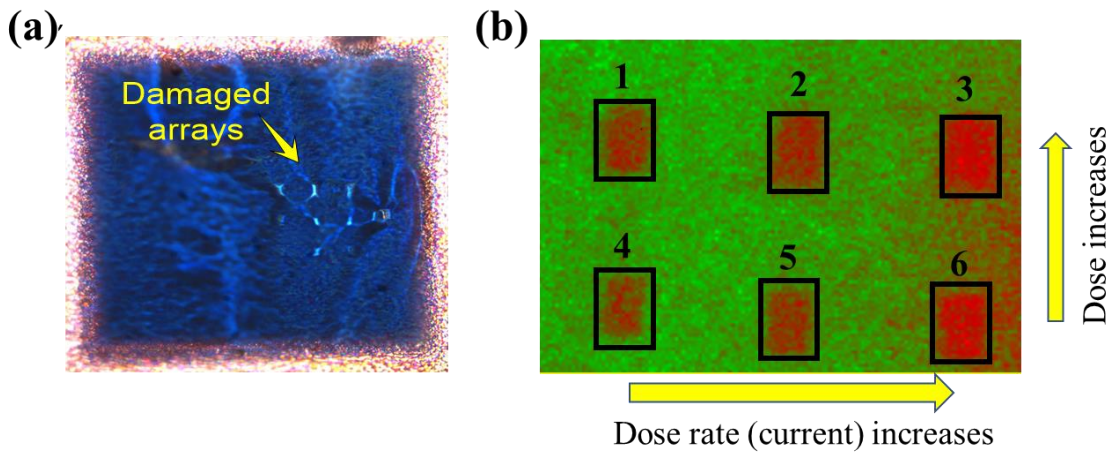 (a)
Damaged
arrays
(b)
1
2
3
4
5
6
Dose increases
Dose rate (current) increases